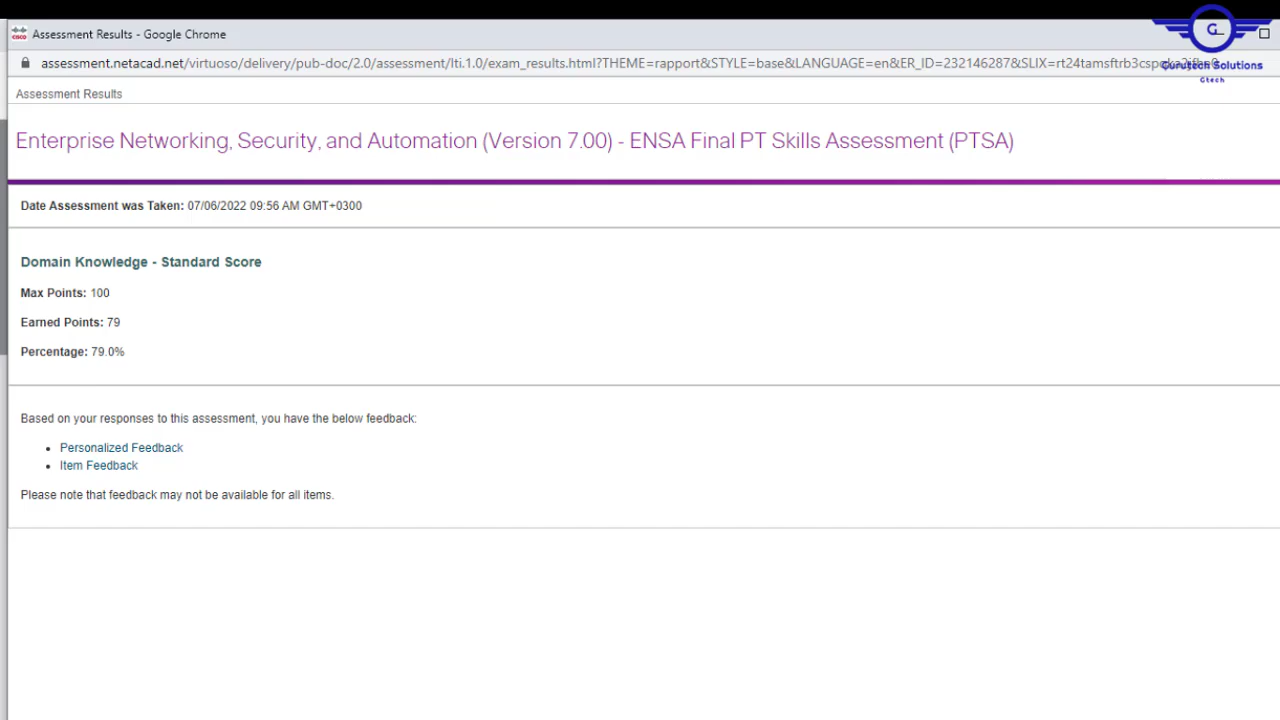 Assessment Results - Google Chrome
assessment.netacad.net/virtuoso/delivery/pub-doc/2.0/assessment/lti.1.0/exam_results.html?THEME=rapport&STYLE=base&LANGUAGE=en&ER_ID=232146287&SLIX=
G
Gurutech Solutions
Gtech
Assessment Results
Enterprise Networking, Security, and Automation (Version 7.00) - ENSA Final PT Skills Assessment (PTSA)
Date Assessment was Taken: 07/06/2022 09:56 AM GMT+0300
Domain Knowledge - Standard Score
Max Points: 100
Earned Points: 79
Percentage: 79.0%
Based on your responses to this assessment, you have the below feedback:
• Personalized Feedback
• Item Feedback
Please note that feedback may not be available for all items.